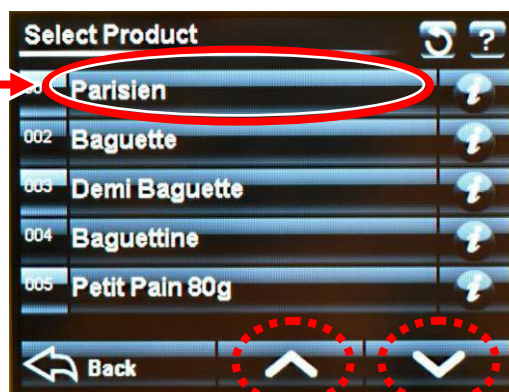 Select Product ?
Parisien i
002 Baguette i
003 Demi Baguette i
004 Baguettine i
005 Petit Pain 80g i
Back